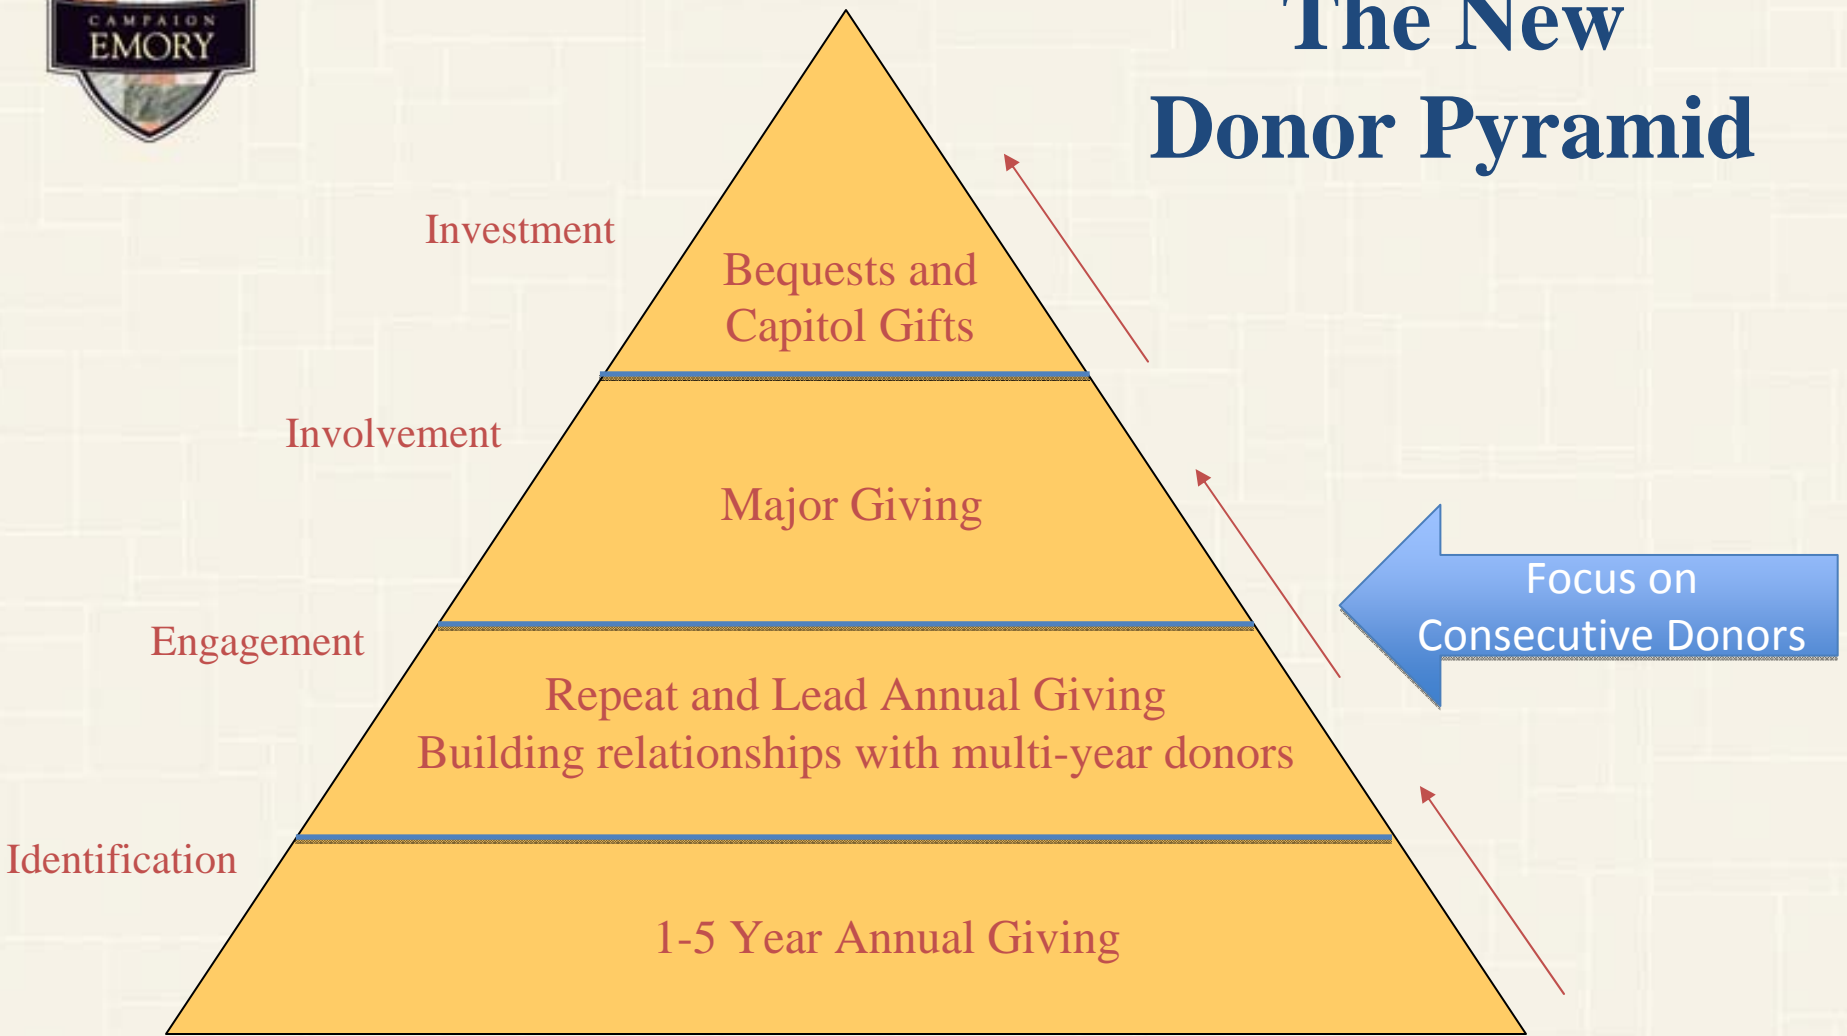 CAMPAIGN
EMORY
The New
Donor Pyramid
Investment
Bequests and
Capitol Gifts
Involvement
Major Giving
Focus on
Consecutive Donors
Engagement
Repeat and Lead Annual Giving
Building relationships with multi-year donors
Identification
1-5 Year Annual Giving